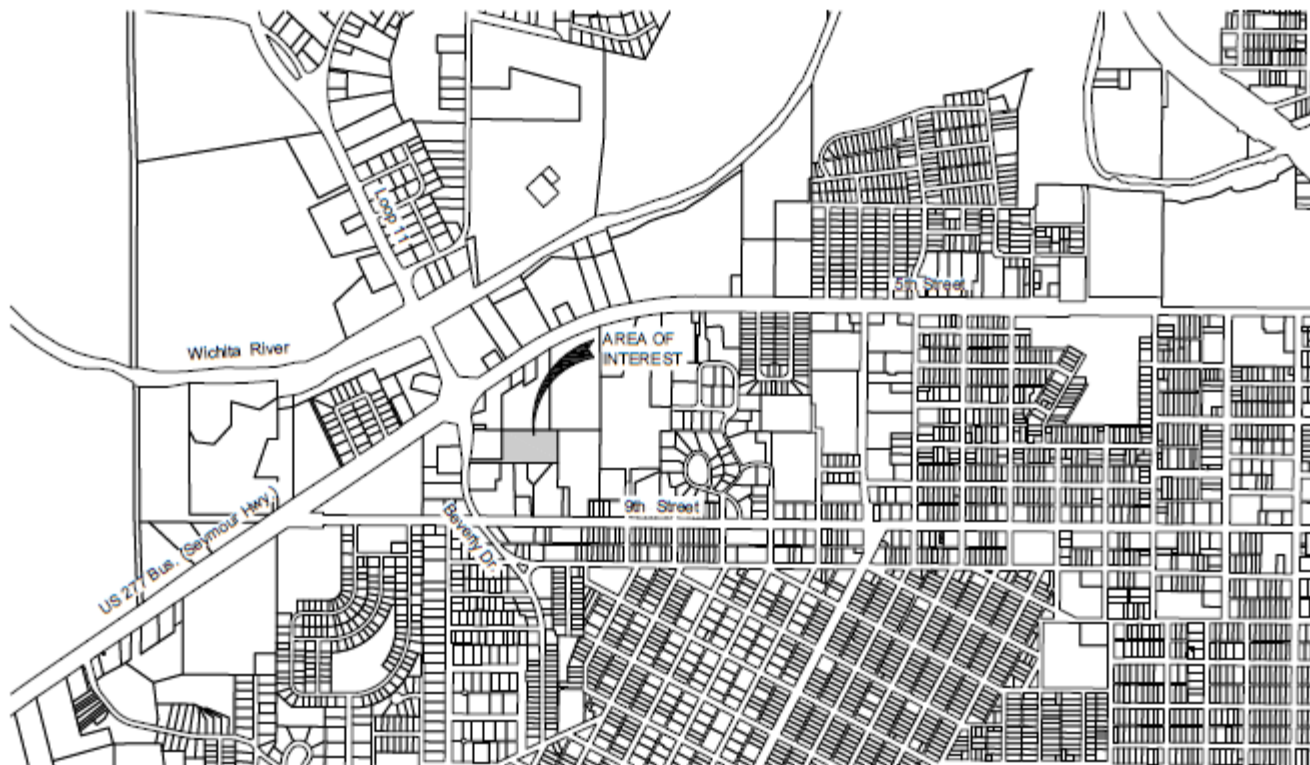 Loop 11
5th Street
Wichita River
AREA OF
INTEREST
9th Street
Beverly Dr.
US 277 Bus. (Seymour Hwy.)